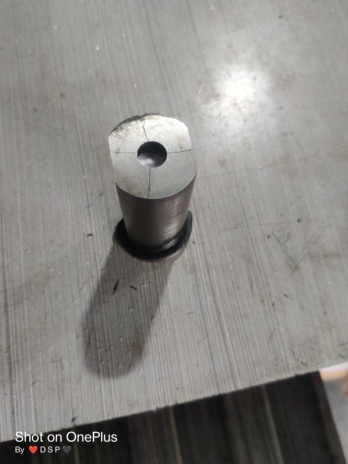 Shot on OnePlus
By ❤️ D S P 🖤